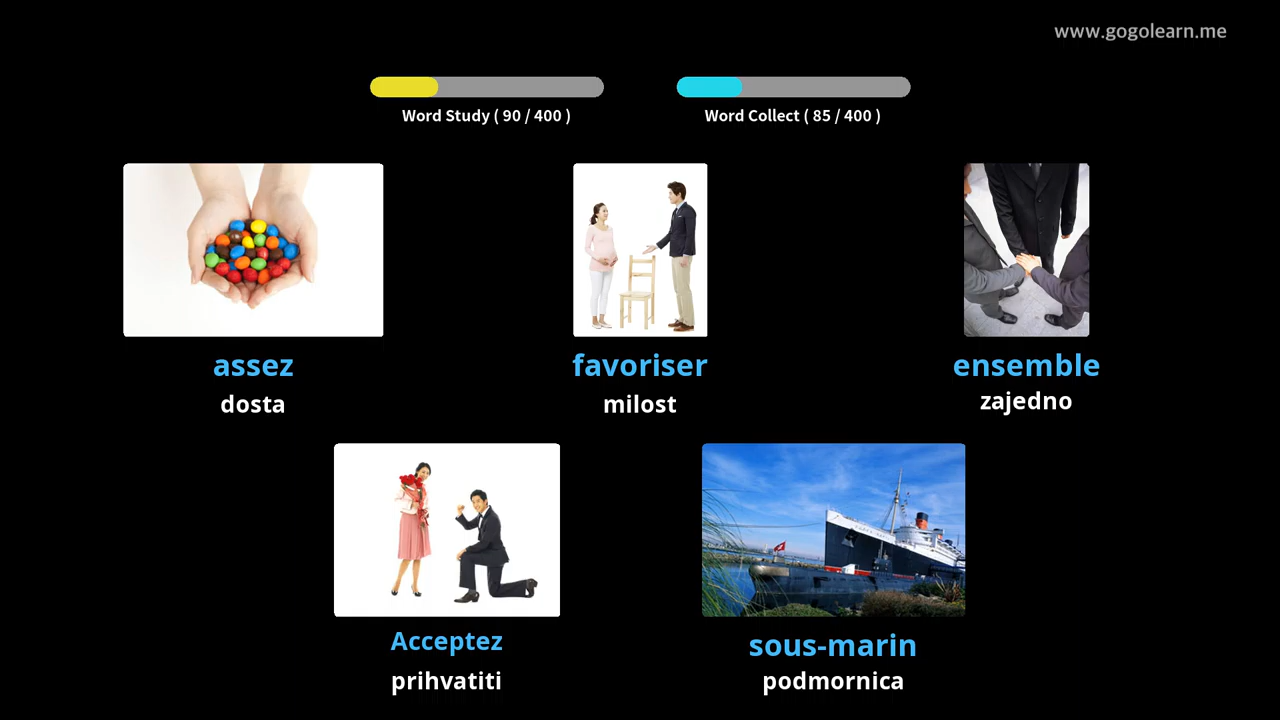 www.gogolearn.me
Word Study ( 90 / 400 )
Word Collect ( 85 / 400 )
assez
dosta
favoriser
milost
ensemble
zajedno
Acceptez
prihvatiti
sous-marin
podmornica